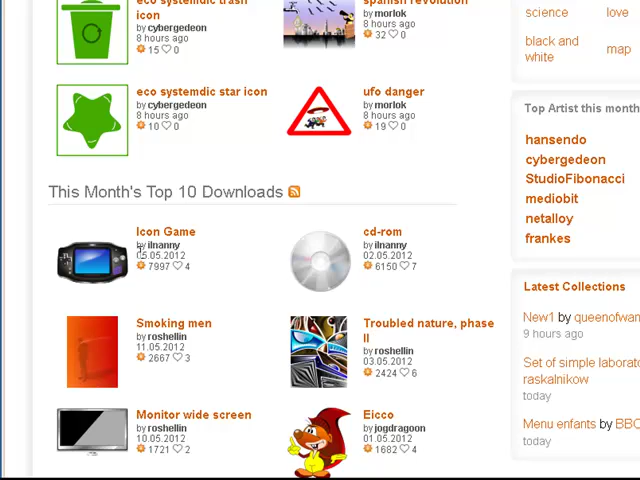 eco systemdic trash
icon
by cybergedeon
8 hours ago
15 0
spanish revolution
by morlok
8 hours ago
32 0
eco systemdic star icon
by cybergedeon
8 hours ago
10 0
ufo danger
by morlok
8 hours ago
19 0
This Month's Top 10 Downloads
Icon Game
by ilnanny
05.05.2012
7997 4
cd-rom
by ilnanny
02.05.2012
6150 7
Smoking men
by roshellin
11.05.2012
2667 3
Troubled nature, phase
II
by roshellin
03.05.2012
2424 6
Monitor wide screen
by roshellin
10.05.2012
1721 2
Eicco
by jogdragoon
01.05.2012
1682 4
science love
black and
white
map
Top Artist this month
hansendo
cybergedeon
StudioFibonacci
mediobit
netalloy
frankes
Latest Collections
New1 by queenofwan
9 hours ago
Set of simple laborato
raskalnikow
today
Menu enfants by BBC
today